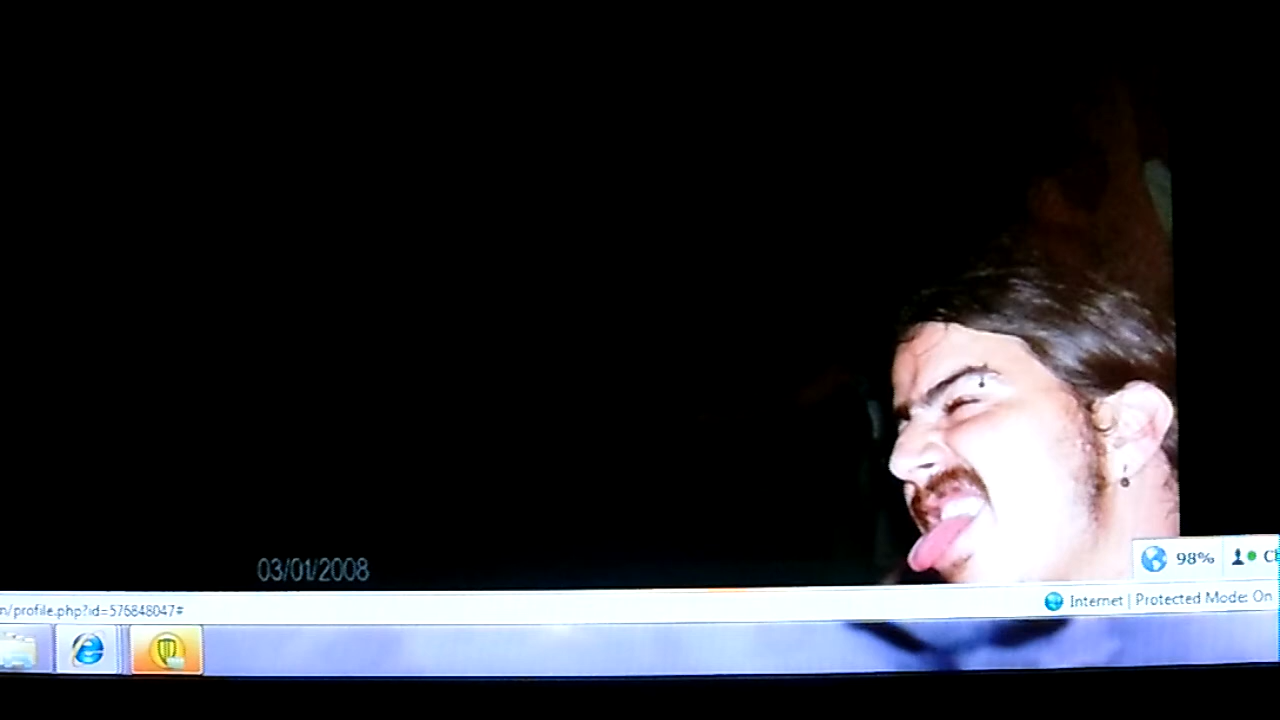 03/01/2008
98%
n/profile.php?id=576848047#
Internet | Protected Mode: On